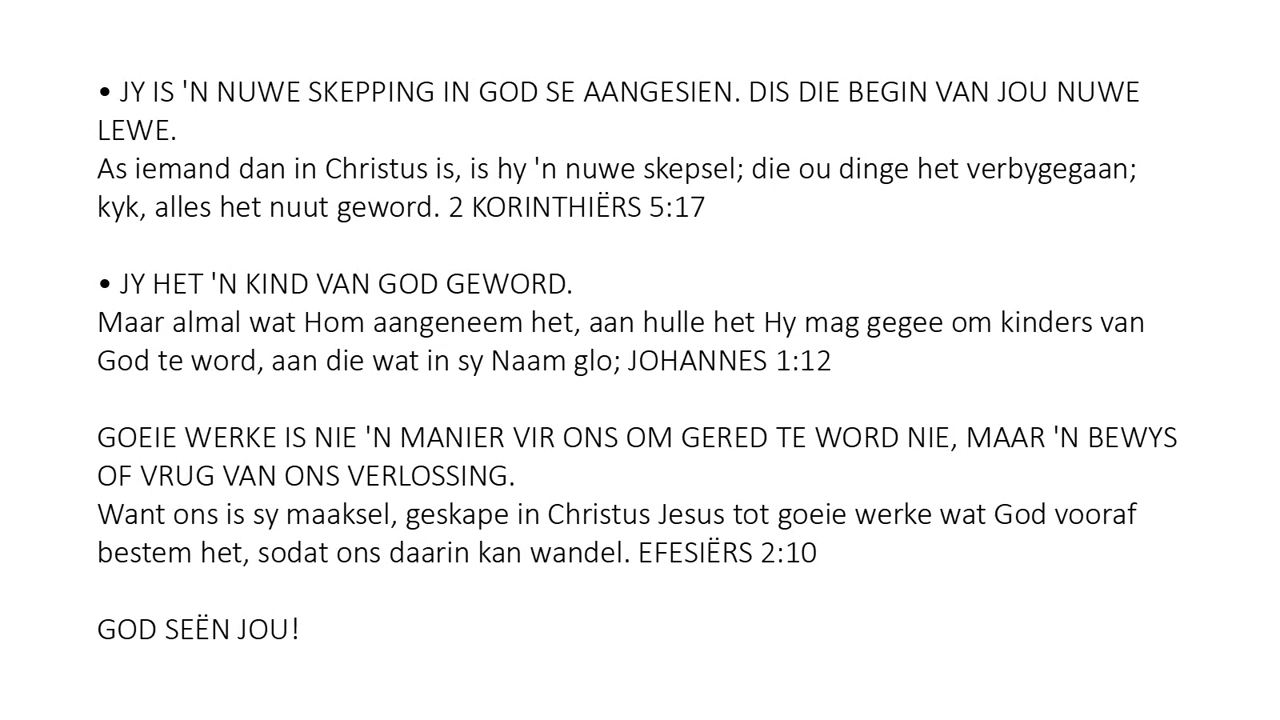 • JY IS 'N NUWE SKEPPING IN GOD SE AANGESIEN. DIS DIE BEGIN VAN JOU NUWE
LEWE.
As iemand dan in Christus is, is hy 'n nuwe skepsel; die ou dinge het verbygegaan;
kyk, alles het nuut geword. 2 KORINTHIËRS 5:17
• JY HET 'N KIND VAN GOD GEWORD.
Maar almal wat Hom aangeneem het, aan hulle het Hy mag gegee om kinders van
God te word, aan die wat in sy Naam glo; JOHANNES 1:12
GOEIE WERKE IS NIE 'N MANIER VIR ONS OM GERED TE WORD NIE, MAAR 'N BEWYS
OF VRUG VAN ONS VERLOSSING.
Want ons is sy maaksel, geskape in Christus Jesus tot goeie werke wat God vooraf
bestem het, sodat ons daarin kan wandel. EFESIËRS 2:10
GOD SEËN JOU!